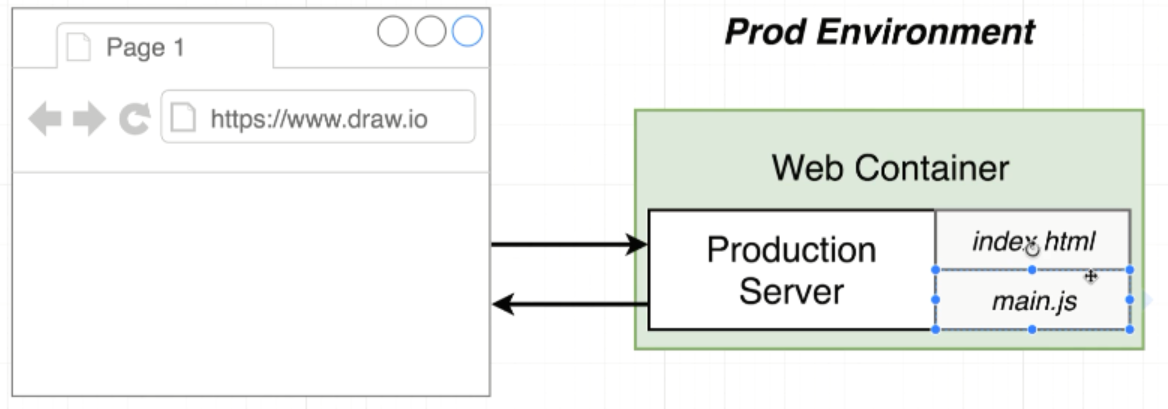 Page 1
https://www.draw.io
Prod Environment
Web Container
Production
Server
index.html
main.js